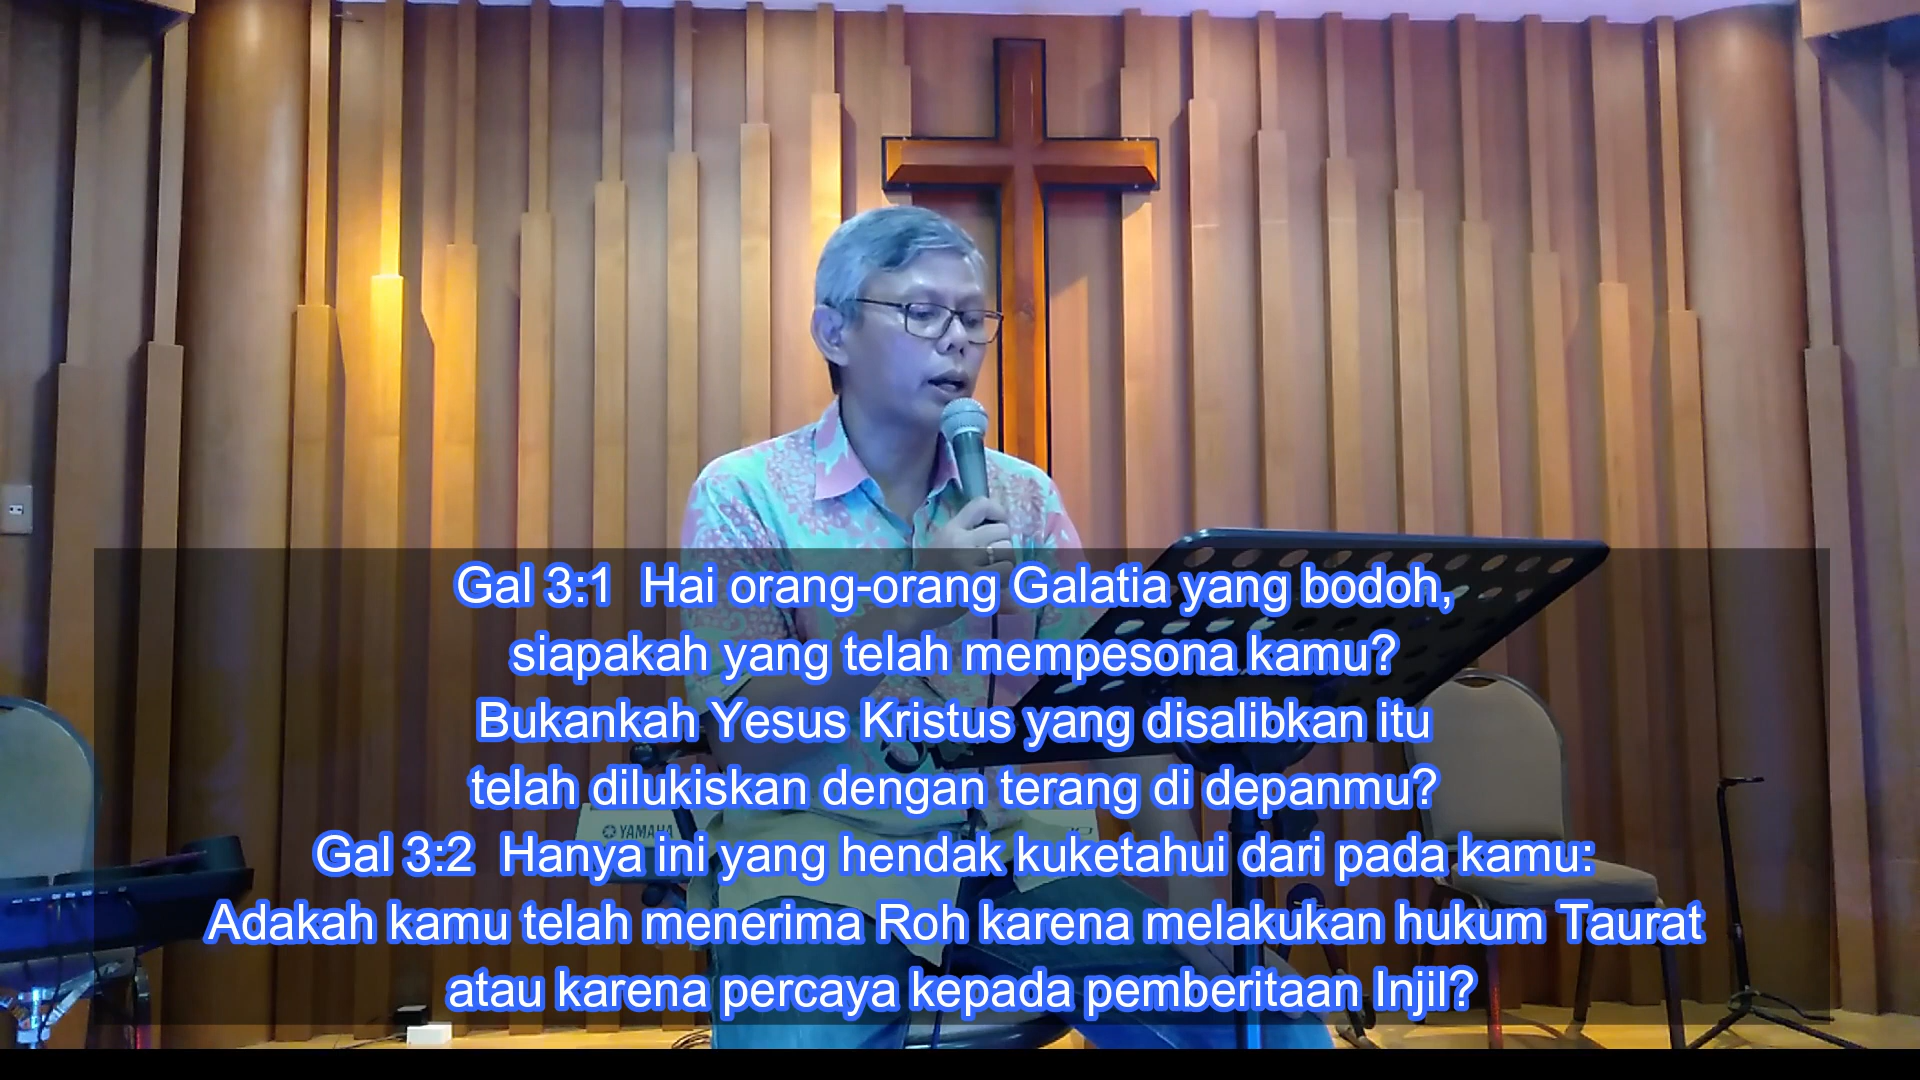 Gal 3:1  Hai orang-orang Galatia yang bodoh,
siapakah yang telah mempesona kamu?
Bukankah Yesus Kristus yang disalibkan itu
telah dilukiskan dengan terang di depanmu?
YAMAHA
Gal 3:2  Hanya ini yang hendak kuketahui dari pada kamu:
Adakah kamu telah menerima Roh karena melakukan hukum Taurat
atau karena percaya kepada pemberitaan Injil?